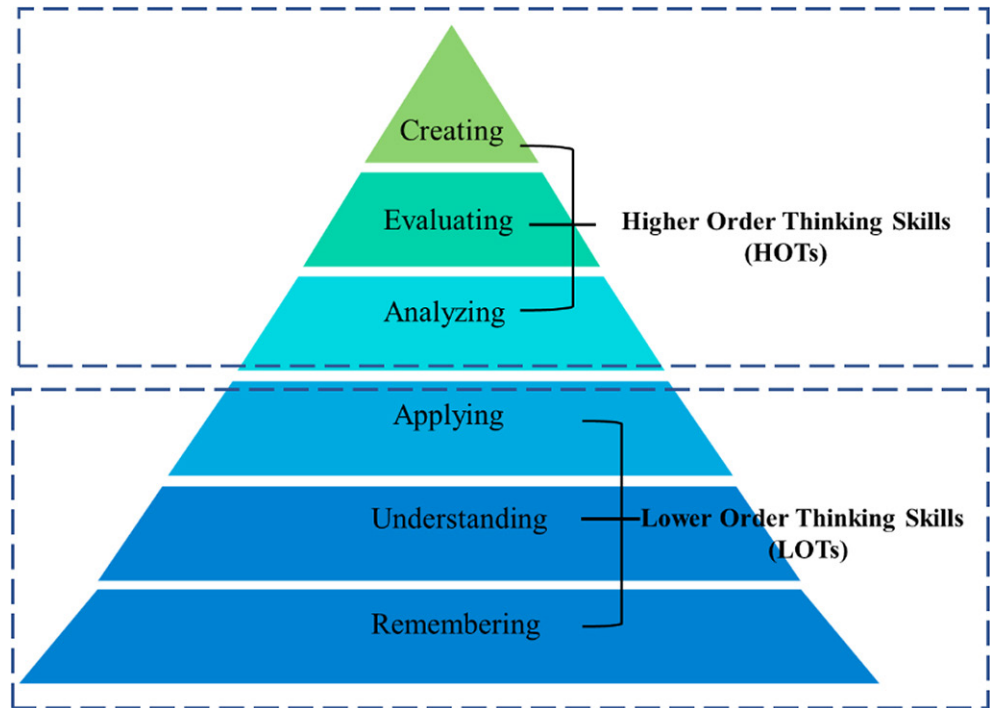 Creating
Evaluating
Higher Order Thinking Skills
(HOTs)
Analyzing
Applying
Understanding
Lower Order Thinking Skills
(LOTs)
Remembering